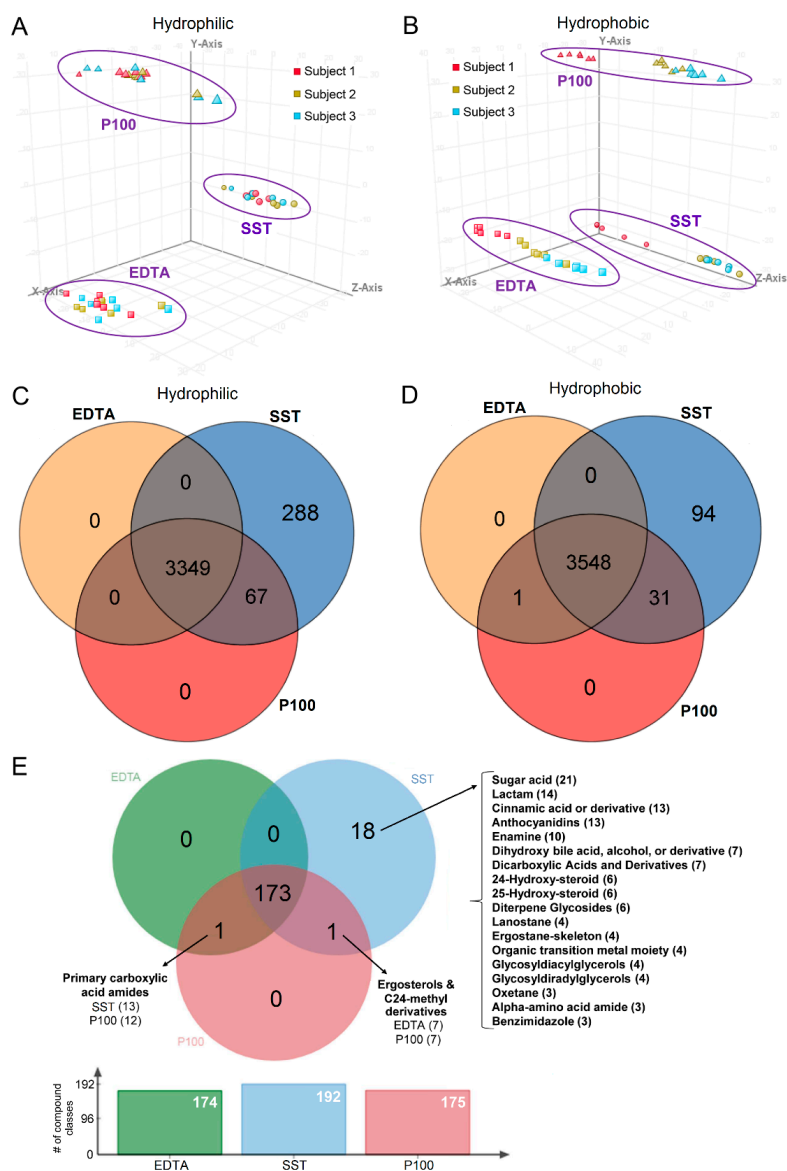 A
Hydrophilic
Y-Axis
Subject 1
Subject 2
Subject 3
P100
SST
EDTA
X-Axis
Z-Axis
B
Hydrophobic
Y-Axis
Subject 1
Subject 2
Subject 3
P100
SST
EDTA
X-Axis
Z-Axis
C
Hydrophilic
EDTA
SST
0
0
288
3349
0
67
0
P100
D
Hydrophobic
EDTA
SST
0
0
94
3548
1
31
0
P100
E
EDTA
SST
0
0
18
173
1
1
0
P100
Primary carboxylic
acid amides
SST (13)
P100 (12)
Ergosterols &
C24-methyl
derivatives
EDTA (7)
P100 (7)
Sugar acid (21)
Lactam (14)
Cinnamic acid or derivative (13)
Anthocyanidins (13)
Enamine (10)
Dihydroxy bile acid, alcohol, or derivative (7)
Dicarboxylic Acids and Derivatives (7)
24-Hydroxy-steroid (6)
25-Hydroxy-steroid (6)
Diterpene Glycosides (6)
Lanostane (4)
Ergostane-skeleton (4)
Organic transition metal moiety (4)
Glycosyldiacylglycerols (4)
Glycosyldiradylglycerols (4)
Oxetane (3)
Alpha-amino acid amide (3)
Benzimidazole (3)
# of compound
classes
192
96
0
174
192
175
EDTA
SST
P100